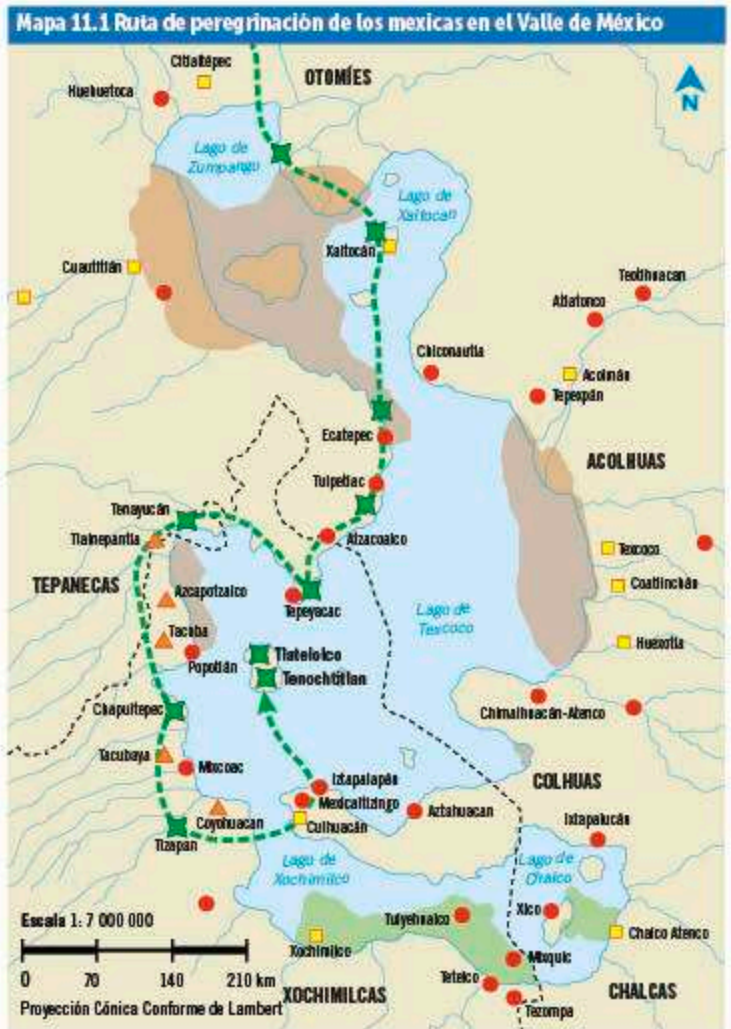 Mapa 11.1 Ruta de peregrinación de los mexicas en el Valle de México
Citlaltépec
OTOMÍES
Huehuetoca
N
Lago de
Zumpango
Lago de
Xaltocan
Xaltocán
Cuautitlán
Teotihuacan
Atlatonco
Chiconautla
Acolmán
Tepexpán
Ecatepec
ACOLHUAS
Tulpetlac
Tenayucán
Tlalnepantla
Atzacoalco
Texcoco
TEPANECAS
Azcapotzalco
Coatlinchán
Tepeyacac
Lago de
Texcoco
Tacuba
Huexotla
Popotlán
Tlatelolco
Tenochtitlan
Chapultepec
Chimalhuacán-Atenco
Tacubaya
Mixcoac
Iztapalapán
COLHUAS
Mexicaltizingo
Coyohuacan
Culhuacán
Aztahuacan
Ixtapalucán
Tizapan
Lago de
Xochimilco
Lago de
Chalco
Escala 1: 7 000 000
Tulyehualco
Xico
Xochimilco
Chalco Atenco
Mixquic
0 70 140 210 km
Tetelco
XOCHIMILCAS
CHALCAS
Proyección Cónica Conforme de Lambert
Tezompa